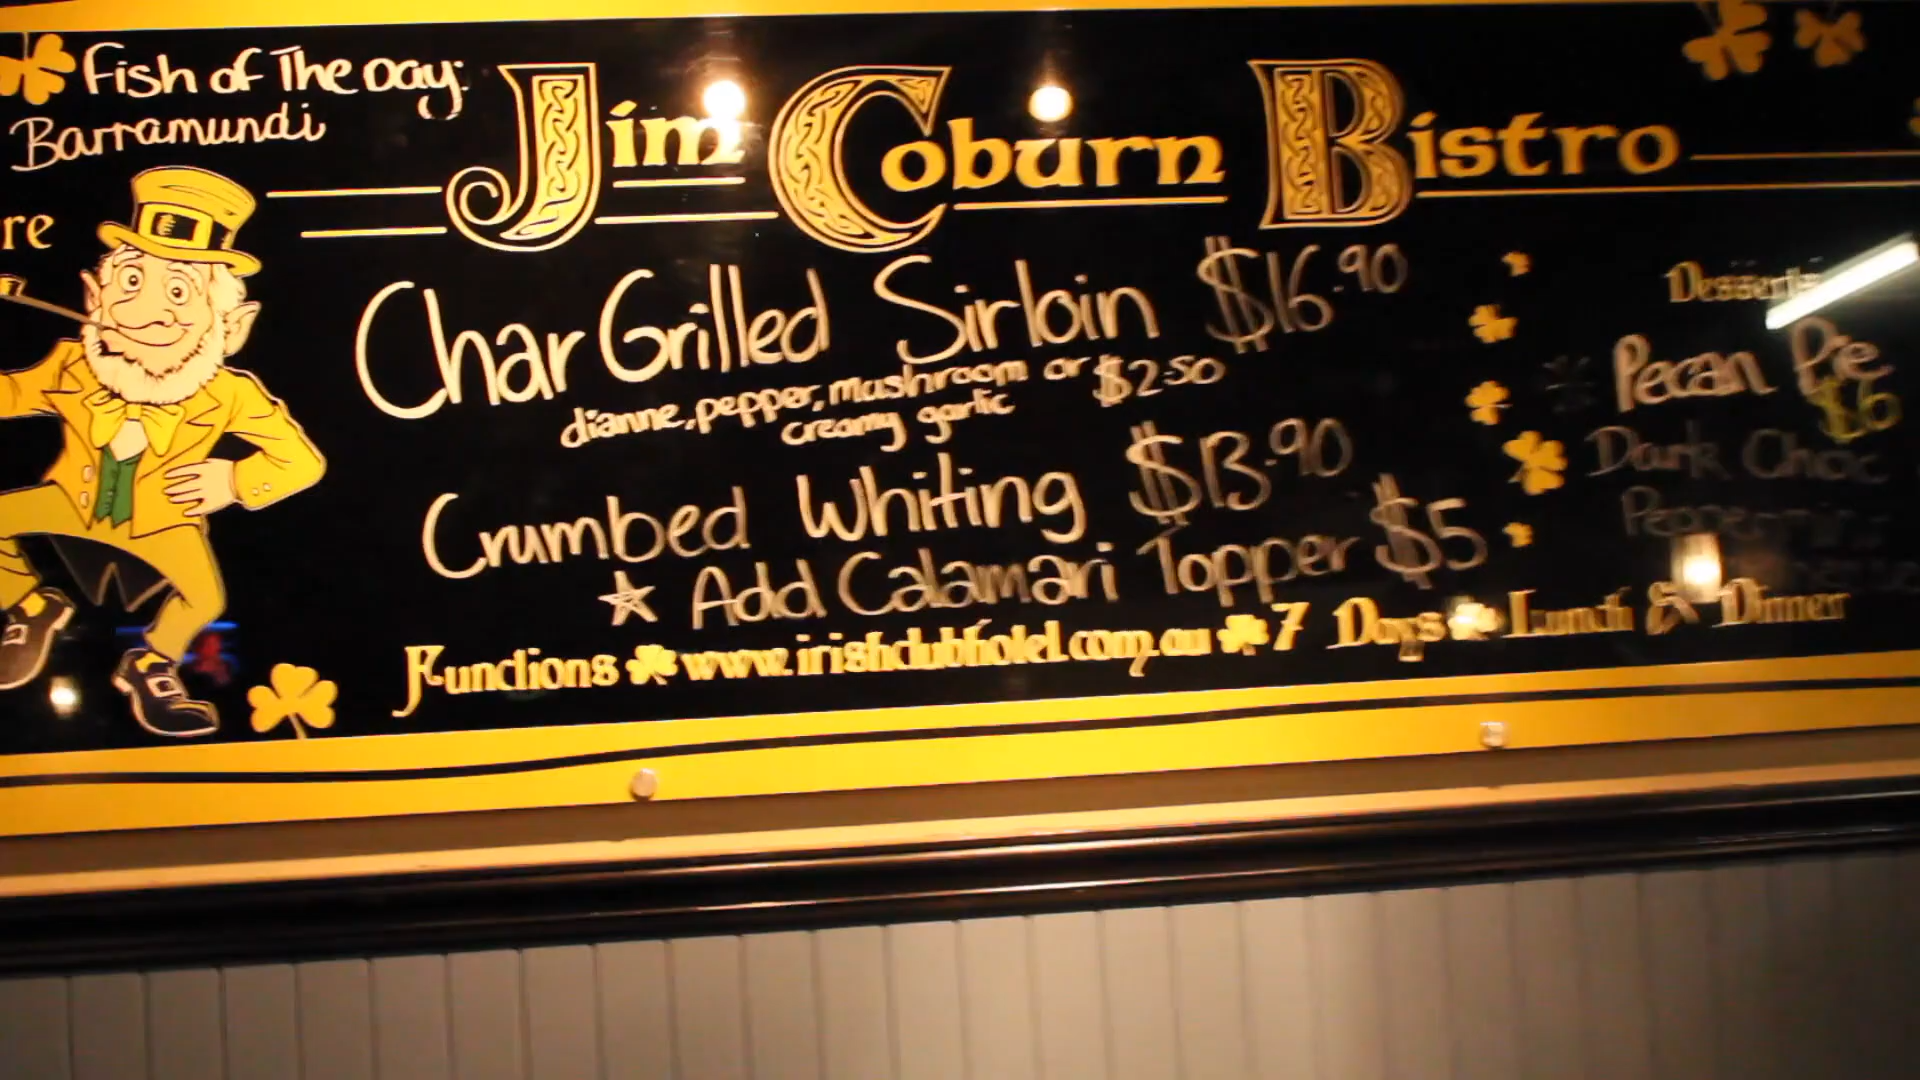 Fish of The Day:
Barramundi
re
Jim Coburn Bistro
Char Grilled Sirloin $16.90
dianne, pepper, mushroom or $2.50
creamy garlic
Crumbed Whiting $13.90
☆ Add Calamari Topper $5
Functions ☘ www.irishclubhotel.com.au ☘ 7 Days ☘ Lunch & Dinner
Desserts
Pecan Pie
$6
Dark Choc